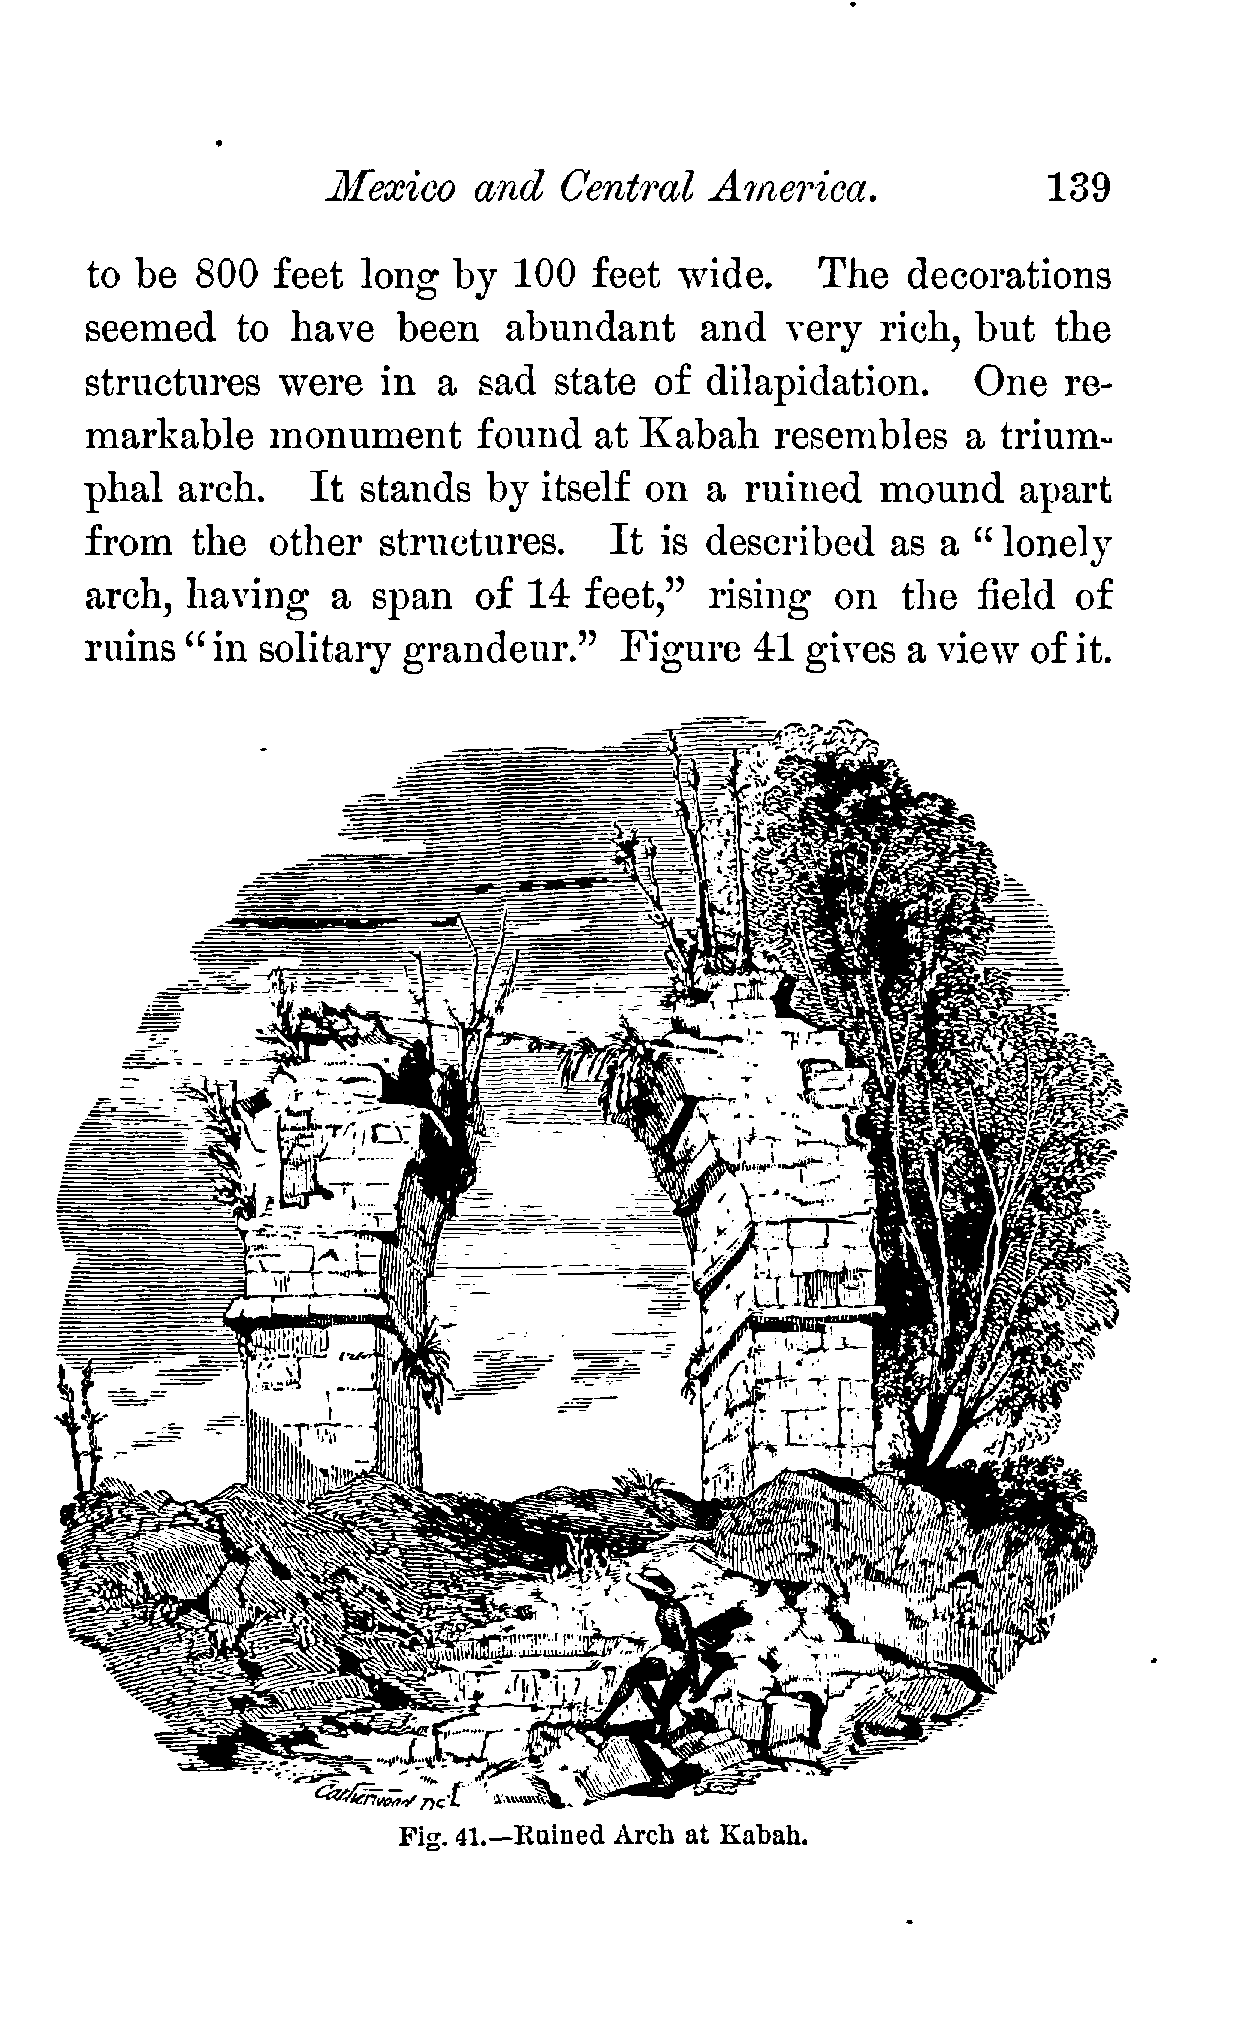 Mexico and Central America. 139
to be 800 feet long by 100 feet wide. The decorations
seemed to have been abundant and very rich, but the
structures were in a sad state of dilapidation. One re-
markable monument found at Kabah resembles a trium-
phal arch. It stands by itself on a ruined mound apart
from the other structures. It is described as a “lonely
arch, having a span of 14 feet,” rising on the field of
ruins “in solitary grandeur.” Figure 41 gives a view of it.
Catherwood
Fig. 41.—Ruined Arch at Kabah.